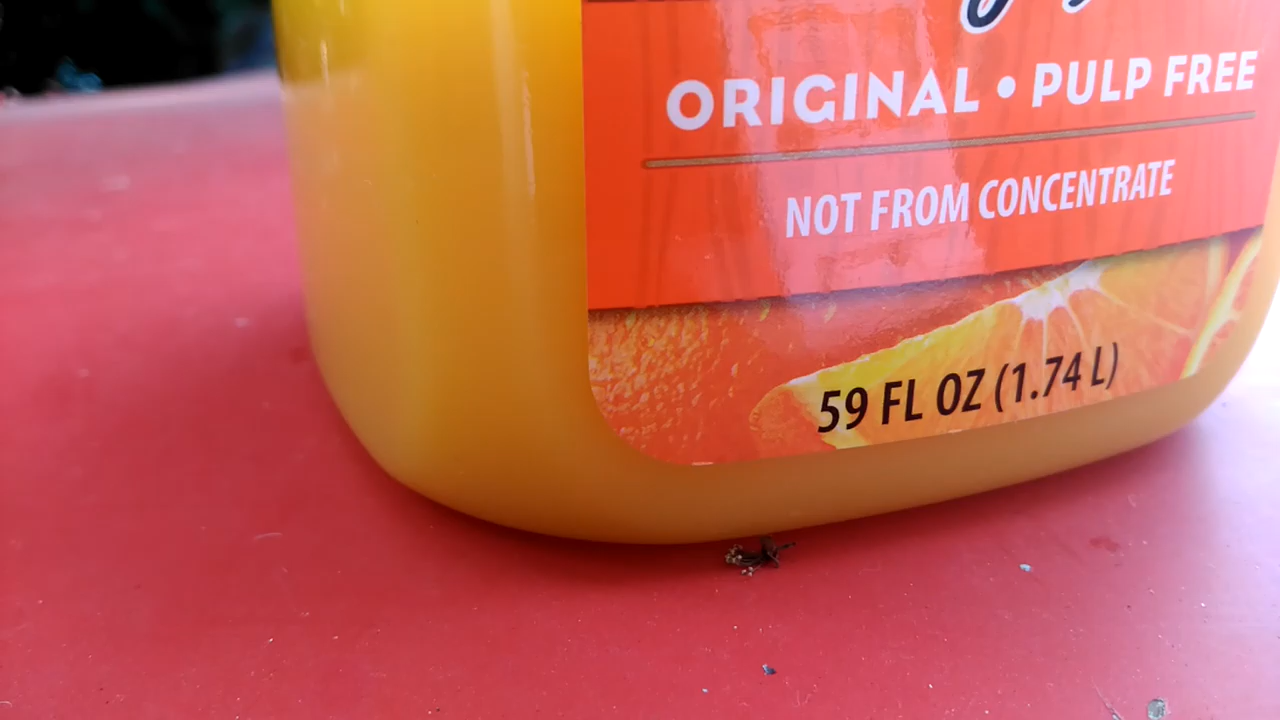 ORIGINAL • PULP FREE
NOT FROM CONCENTRATE
59 FL OZ (1.74 L)